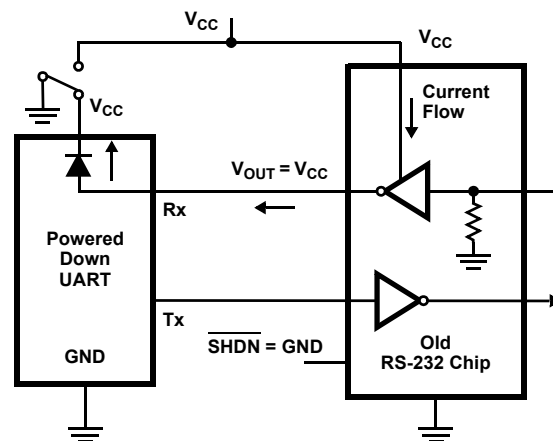 VCC
VCC
VCC
Current
Flow
VOUT = VCC
Rx
Powered
Down
UART
Tx
GND
SHDN = GND
Old
RS-232 Chip